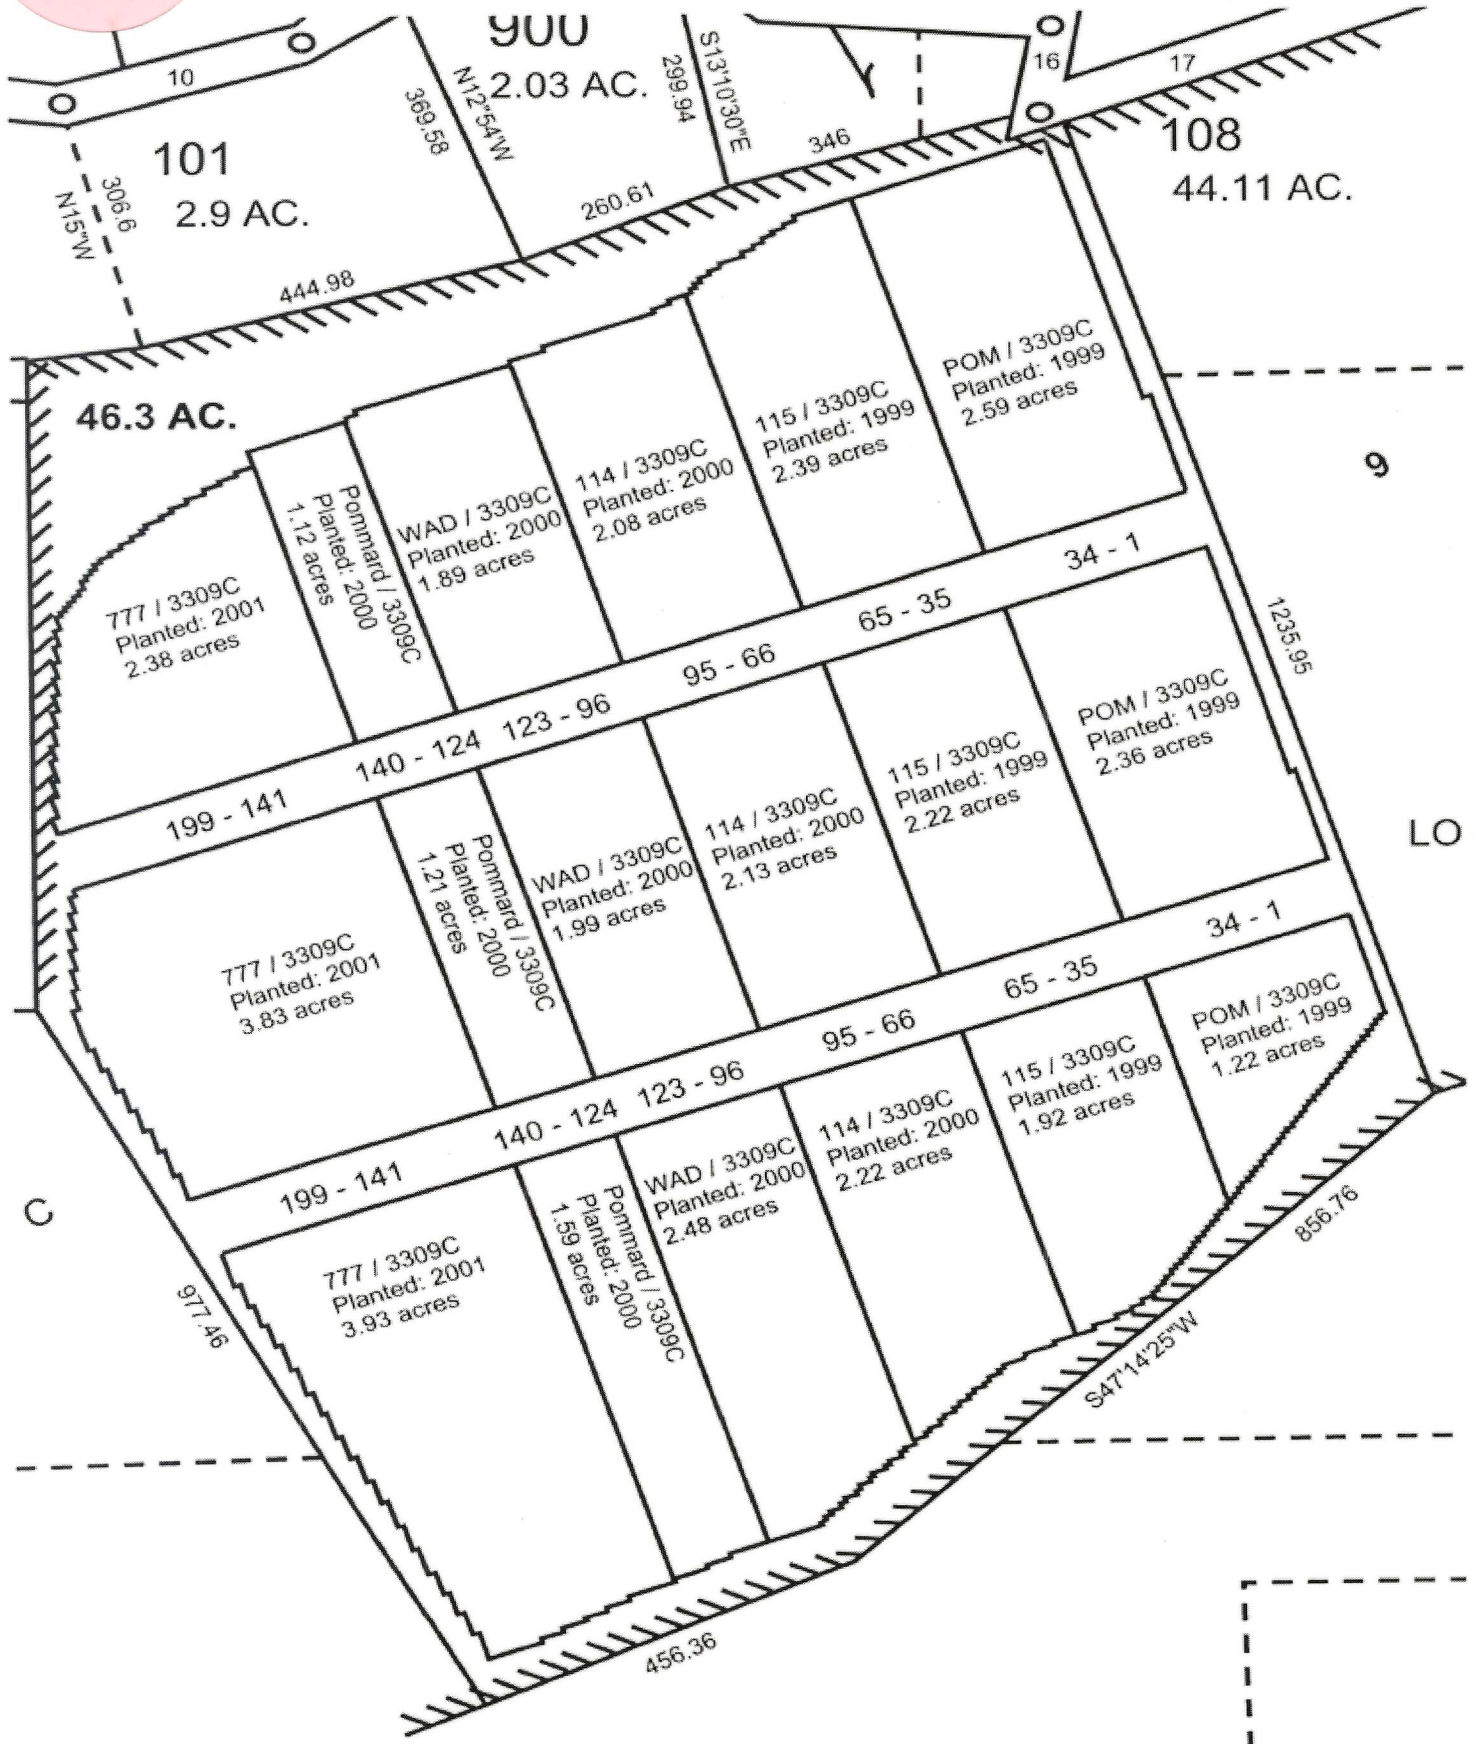 900
2.03 AC.
S13'10'30"E
299.94
N12"54'W
369.58
10
16
17
101
2.9 AC.
306.6
N15"W
346
260.61
444.98
108
44.11 AC.
46.3 AC.
9
POM / 3309C
Planted: 1999
2.59 acres
115 / 3309C
Planted: 1999
2.39 acres
114 / 3309C
Planted: 2000
2.08 acres
WAD / 3309C
Planted: 2000
1.89 acres
Pommard / 3309C
Planted: 2000
1.12 acres
777 / 3309C
Planted: 2001
2.38 acres
199 - 141
140 - 124
123 - 96
95 - 66
65 - 35
34 - 1
1235.95
LO
POM / 3309C
Planted: 1999
2.36 acres
115 / 3309C
Planted: 1999
2.22 acres
114 / 3309C
Planted: 2000
2.13 acres
WAD / 3309C
Planted: 2000
1.99 acres
Pommard / 3309C
Planted: 2000
1.21 acres
777 / 3309C
Planted: 2001
3.83 acres
199 - 141
140 - 124
123 - 96
95 - 66
65 - 35
34 - 1
POM / 3309C
Planted: 1999
1.22 acres
115 / 3309C
Planted: 1999
1.92 acres
114 / 3309C
Planted: 2000
2.22 acres
WAD / 3309C
Planted: 2000
2.48 acres
Pommard / 3309C
Planted: 2000
1.59 acres
777 / 3309C
Planted: 2001
3.93 acres
C
977.46
856.76
S47'14'25"W
456.36